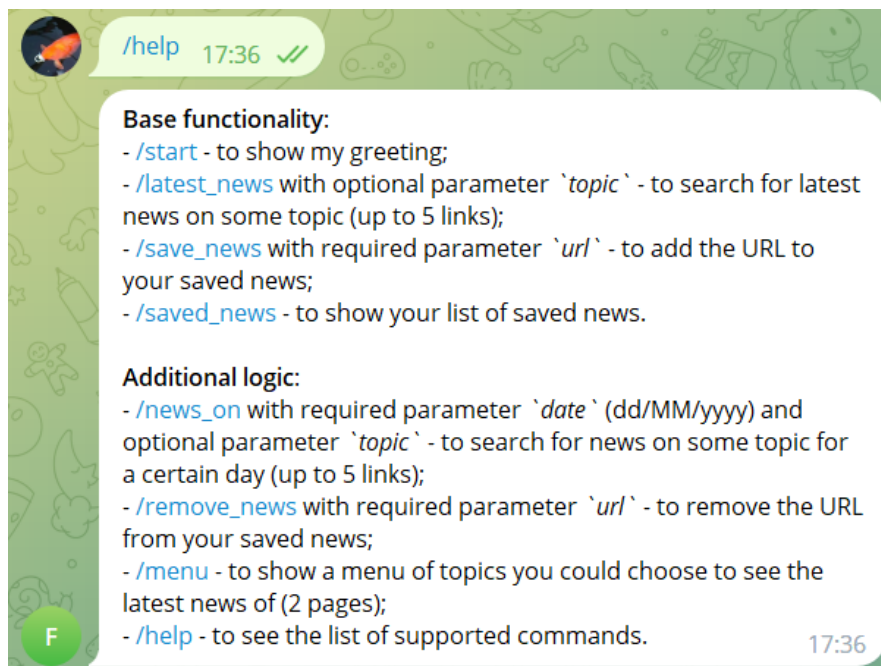 /help 17:36
Base functionality:
- /start - to show my greeting;
- /latest_news with optional parameter `topic` - to search for latest
news on some topic (up to 5 links);
- /save_news with required parameter `url` - to add the URL to
your saved news;
- /saved_news - to show your list of saved news.
Additional logic:
- /news_on with required parameter `date` (dd/MM/yyyy) and
optional parameter `topic` - to search for news on some topic for
a certain day (up to 5 links);
- /remove_news with required parameter `url` - to remove the URL
from your saved news;
- /menu - to show a menu of topics you could choose to see the
latest news of (2 pages);
- /help - to see the list of supported commands.
17:36
F